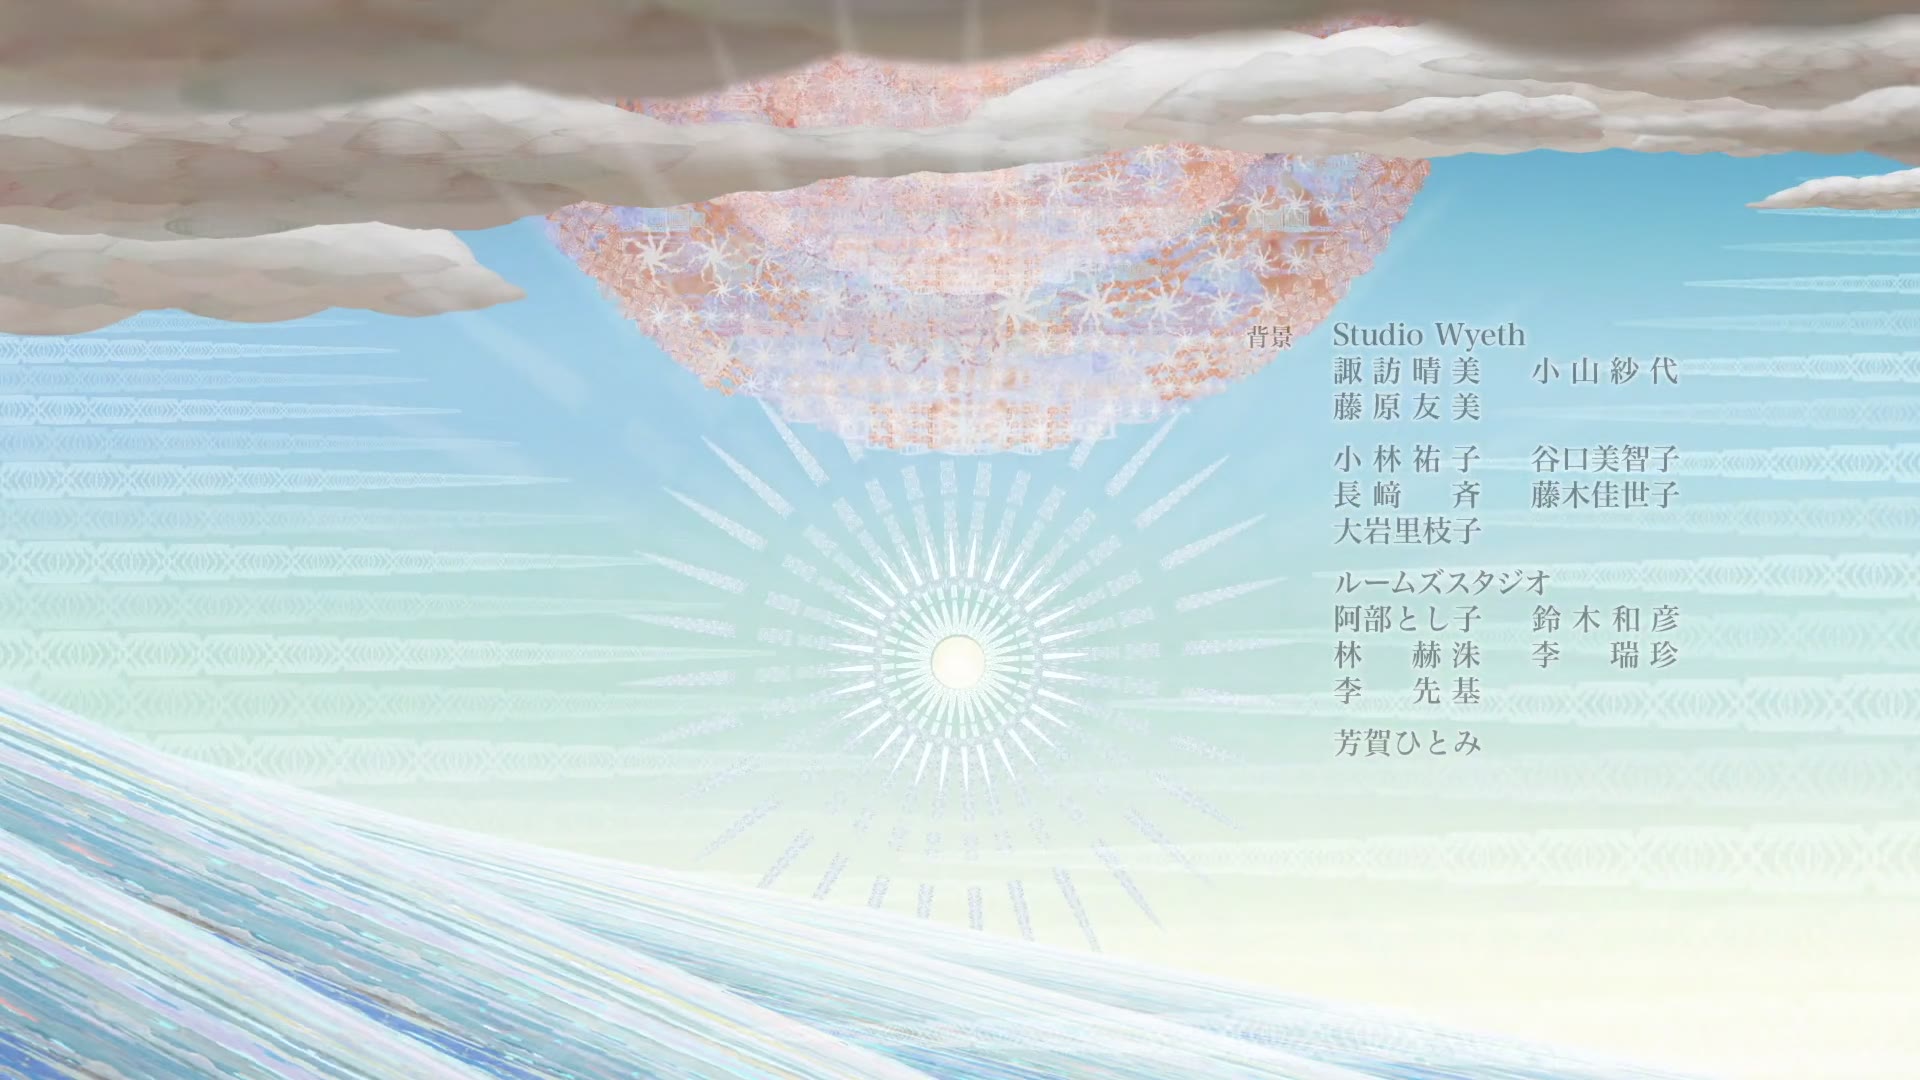 背景 Studio Wyeth
諏訪晴美 小山紗代
藤原友美
小林祐子 谷口美智子
長﨑斉 藤木佳世子
大岩里枝子
ルームズスタジオ
阿部とし子 鈴木和彦
林赫洙 李瑞珍
李先基
芳賀ひとみ